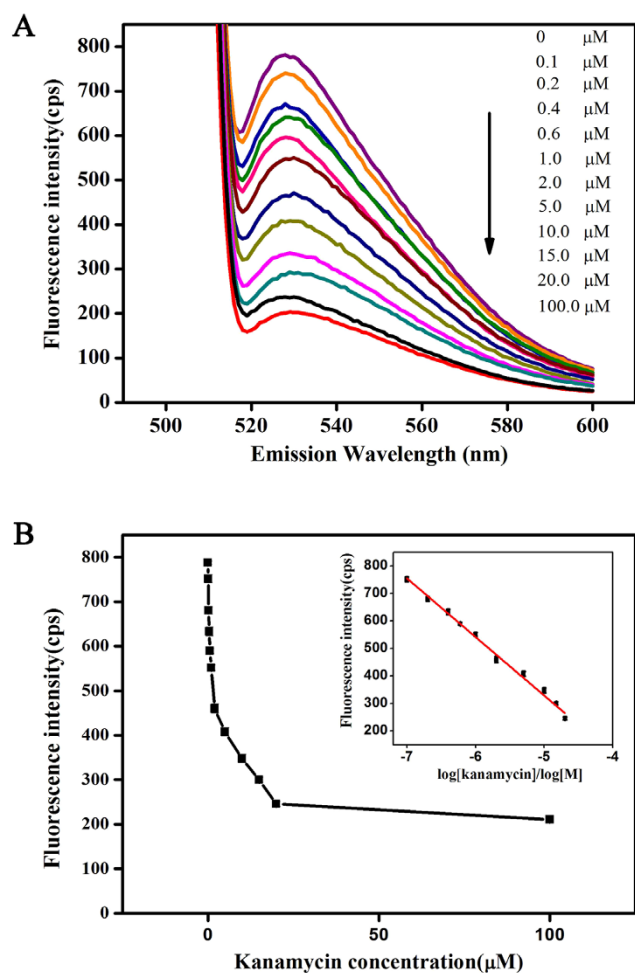 A
0 μM
0.1 μM
0.2 μM
0.4 μM
0.6 μM
1.0 μM
2.0 μM
5.0 μM
10.0 μM
15.0 μM
20.0 μM
100.0 μM
800
700
600
500
400
300
200
100
0
Fluoresccence intensity(cps)
500 520 540 560 580 600
Emission Wavelength (nm)
B
800
700
600
500
400
300
200
100
0
Fluorescence intensity(cps)
800
700
600
500
400
300
200
Fluorescence intensity(cps)
-7 -6 -5 -4
log[kanamycin]/log[M]
0 50 100
Kanamycin concentration(μM)